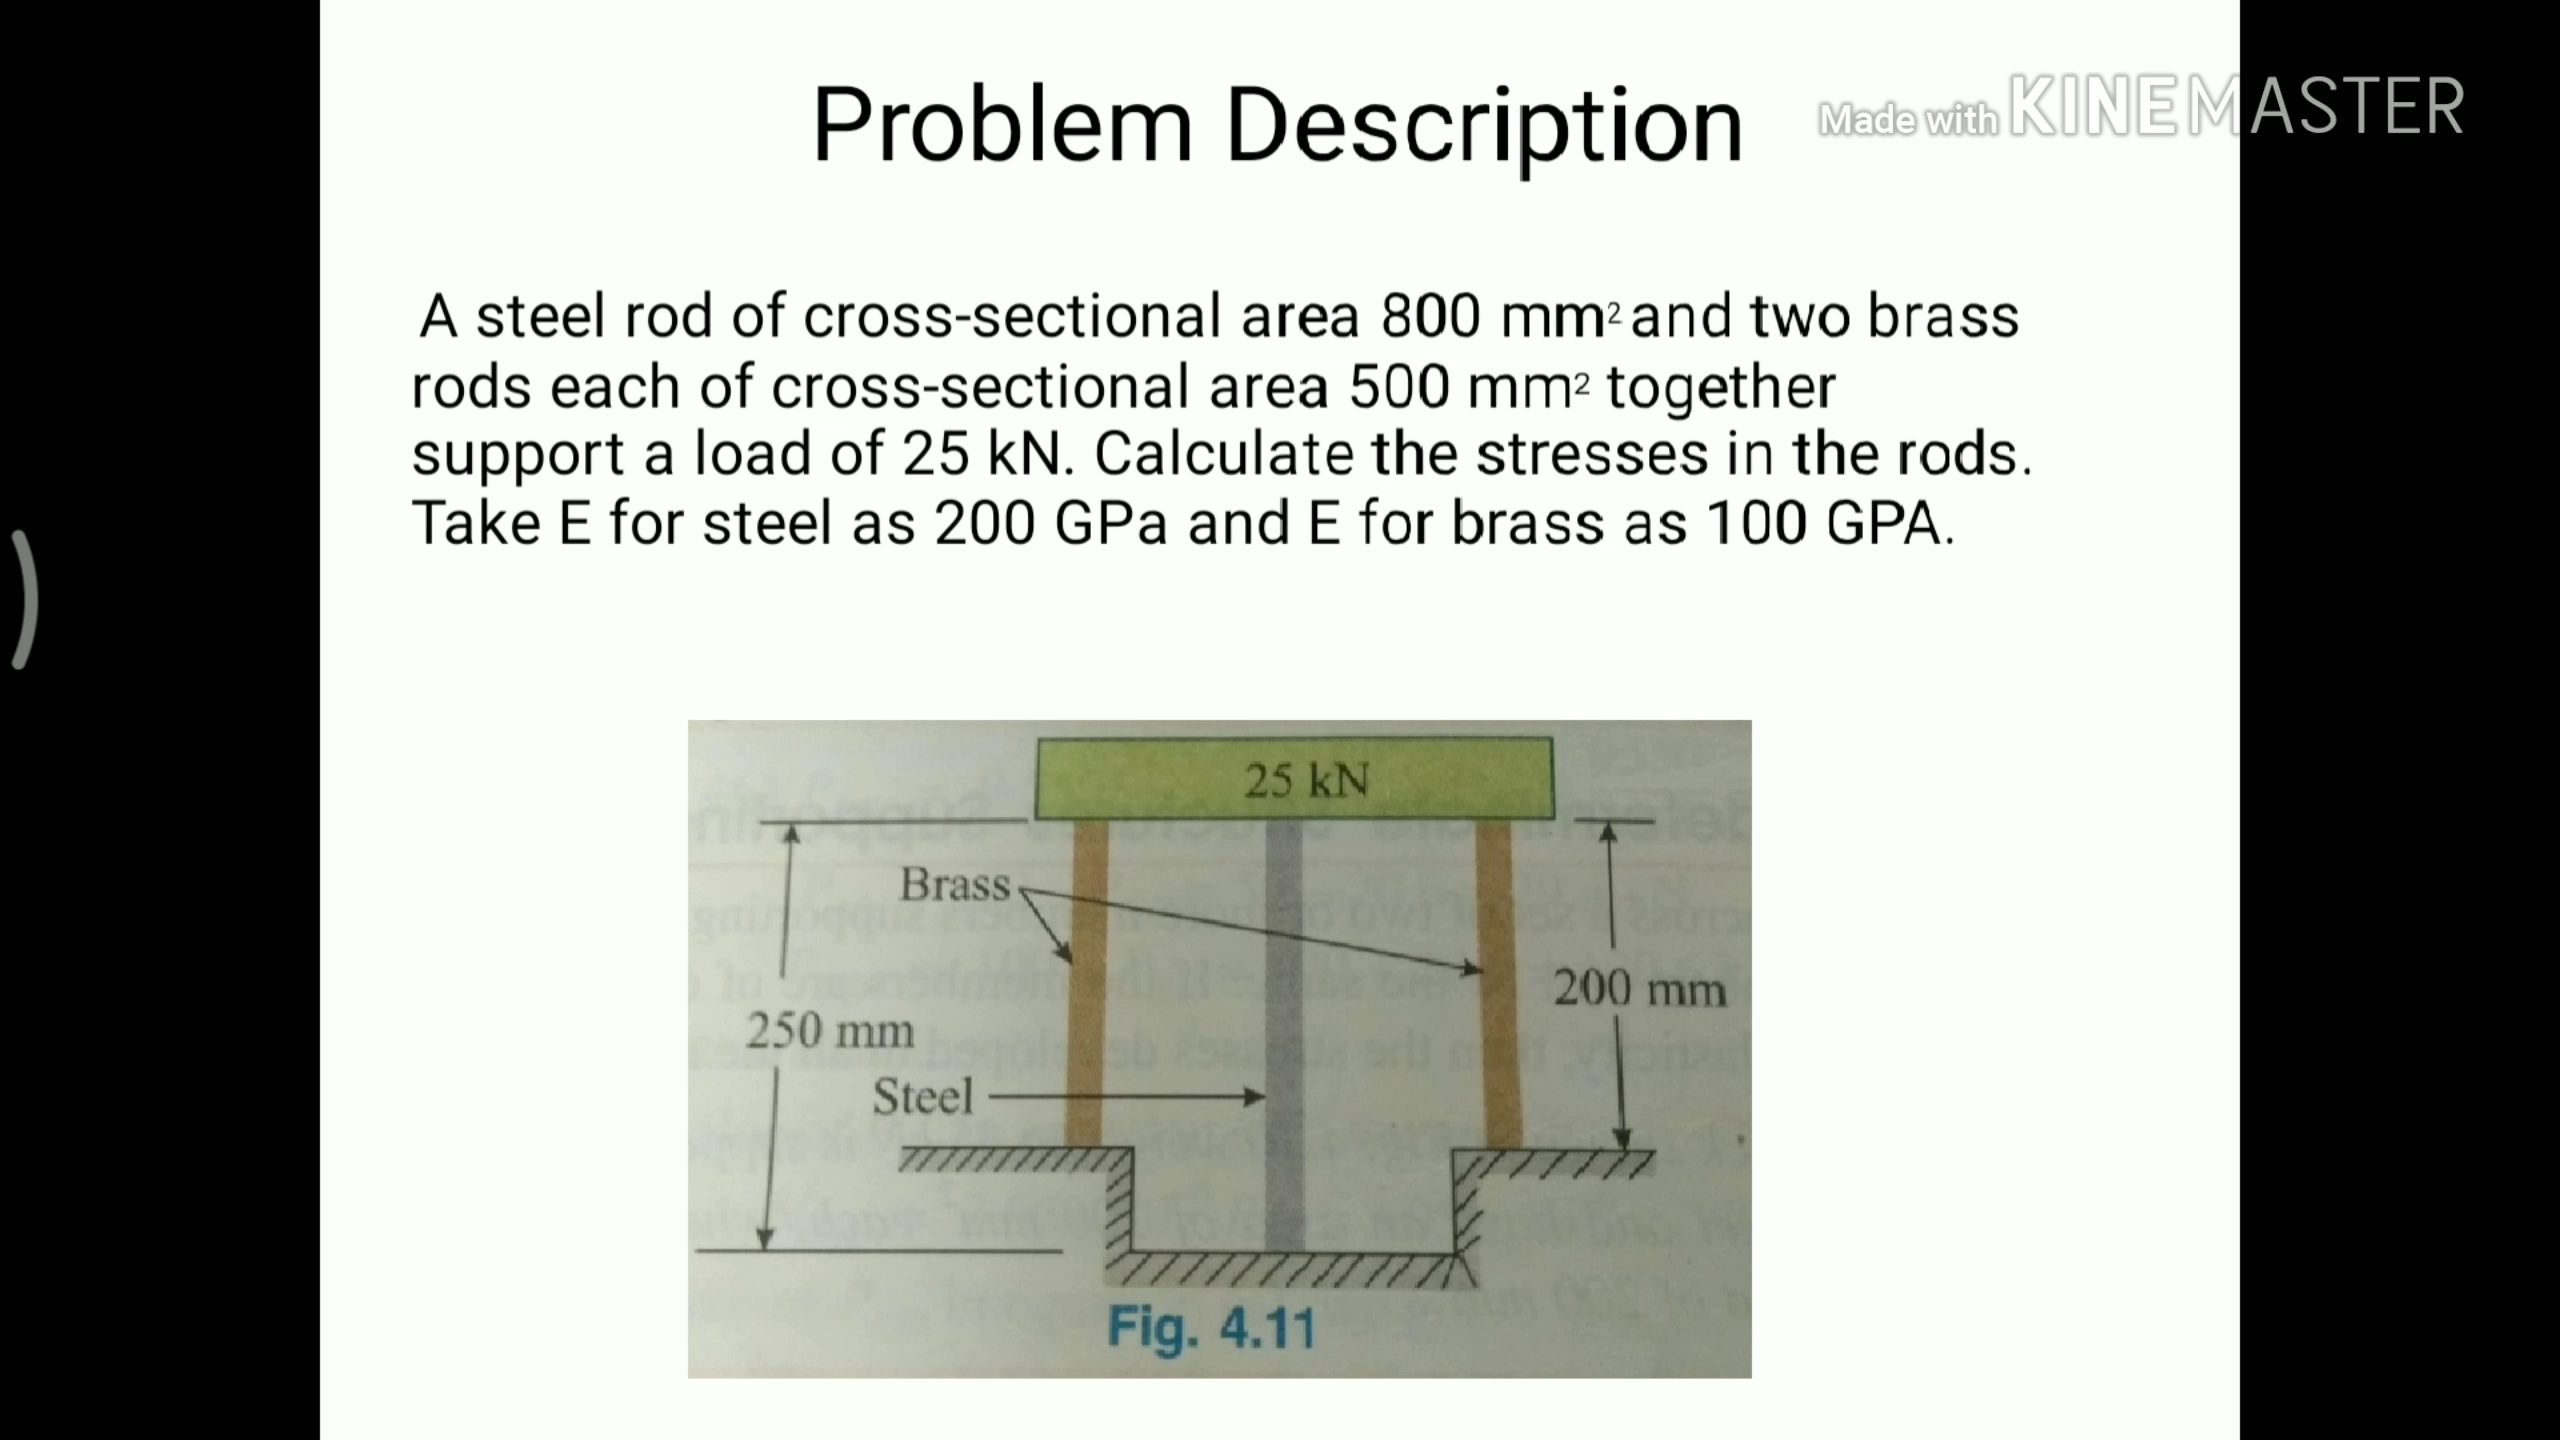 Problem Description
Made with KINEMASTER
A steel rod of cross-sectional area 800 mm² and two brass
rods each of cross-sectional area 500 mm² together
support a load of 25 kN. Calculate the stresses in the rods.
Take E for steel as 200 GPa and E for brass as 100 GPA.
25 kN
Brass
200 mm
250 mm
Steel
Fig. 4.11